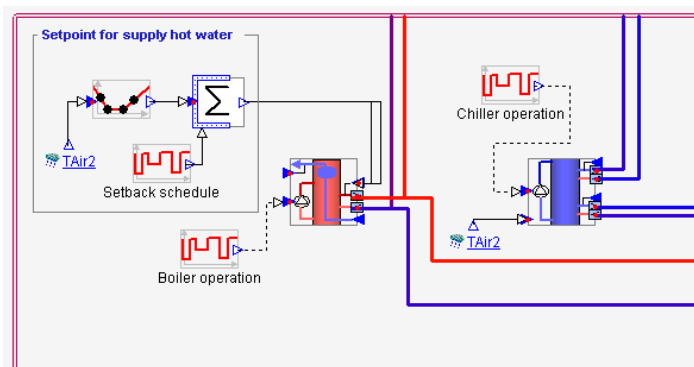 Setpoint for supply hot water
TAir2
Setback schedule
Boiler operation
Chiller operation
TAir2